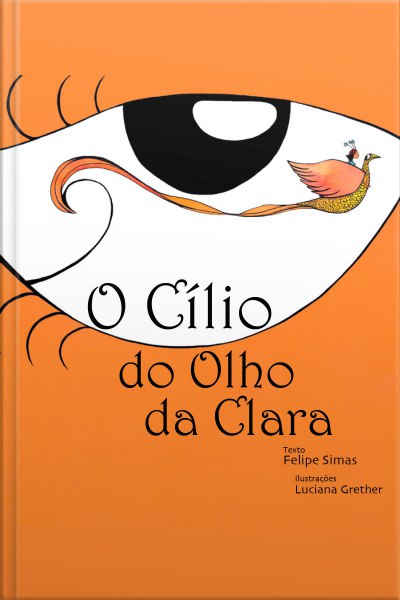 O Cílio
do Olho
da Clara
Texto
Felipe Simas
Ilustrações
Luciana Grether